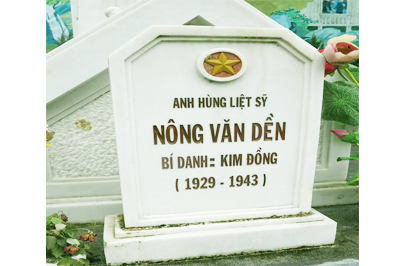 ANH HÙNG LIỆT SỸ
NÔNG VĂN DỀN
BÍ DANH:: KIM ĐỒNG
( 1929 - 1943 )